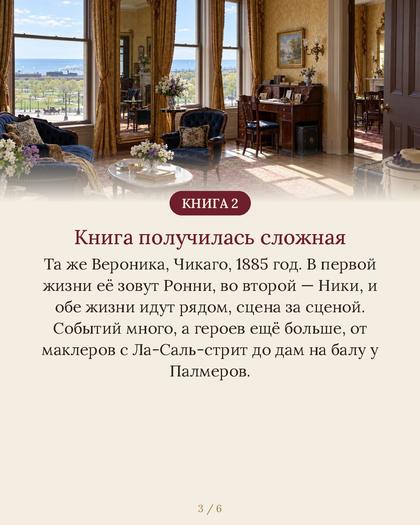 КНИГА 2
Книга получилась сложная
Та же Вероника, Чикаго, 1885 год. В первой
жизни её зовут Ронни, во второй — Ники, и
обе жизни идут рядом, сцена за сценой.
Событий много, а героев ещё больше, от
маклеров с Ла-Саль-стрит до дам на балу у
Палмеров.
3 / 6